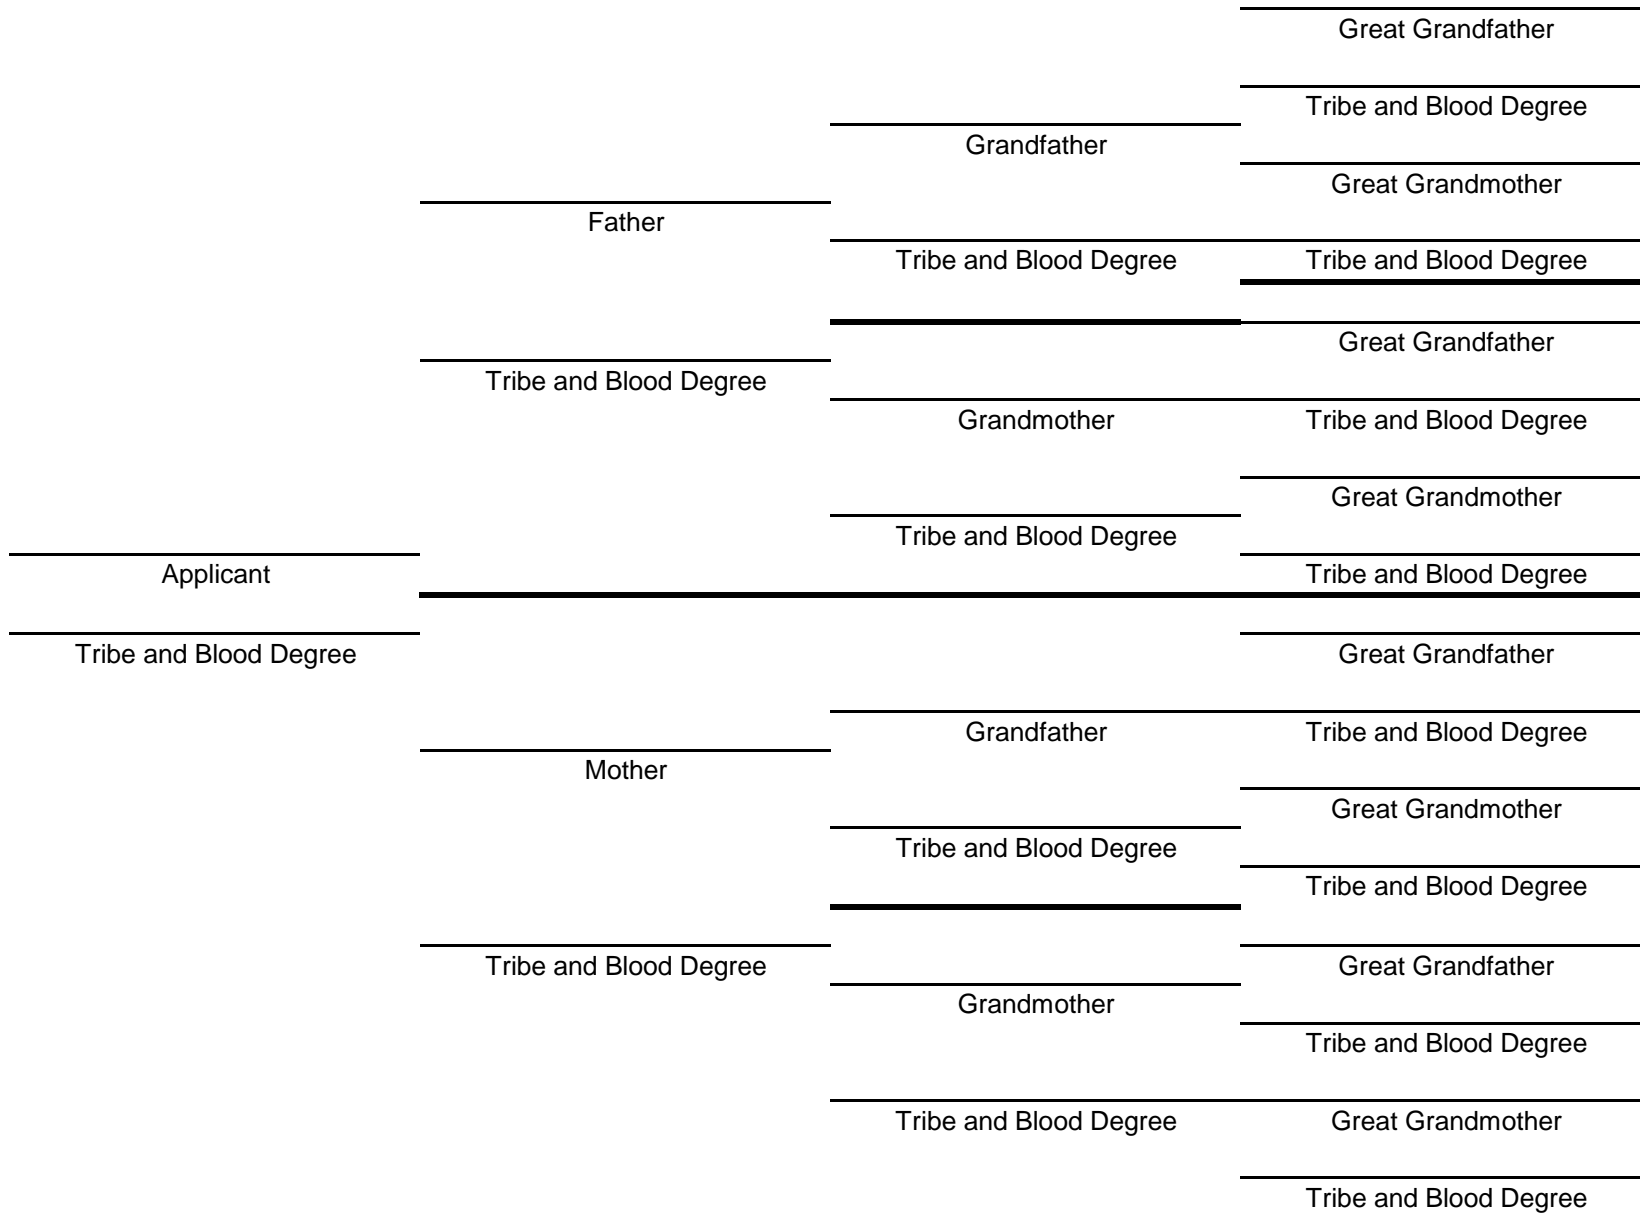 Great Grandfather
Tribe and Blood Degree
Grandfather
Great Grandmother
Father
Tribe and Blood Degree
Tribe and Blood Degree
Great Grandfather
Tribe and Blood Degree
Grandmother
Tribe and Blood Degree
Great Grandmother
Tribe and Blood Degree
Applicant
Tribe and Blood Degree
Tribe and Blood Degree
Great Grandfather
Grandfather
Tribe and Blood Degree
Mother
Great Grandmother
Tribe and Blood Degree
Tribe and Blood Degree
Tribe and Blood Degree
Great Grandfather
Grandmother
Tribe and Blood Degree
Tribe and Blood Degree
Great Grandmother
Tribe and Blood Degree